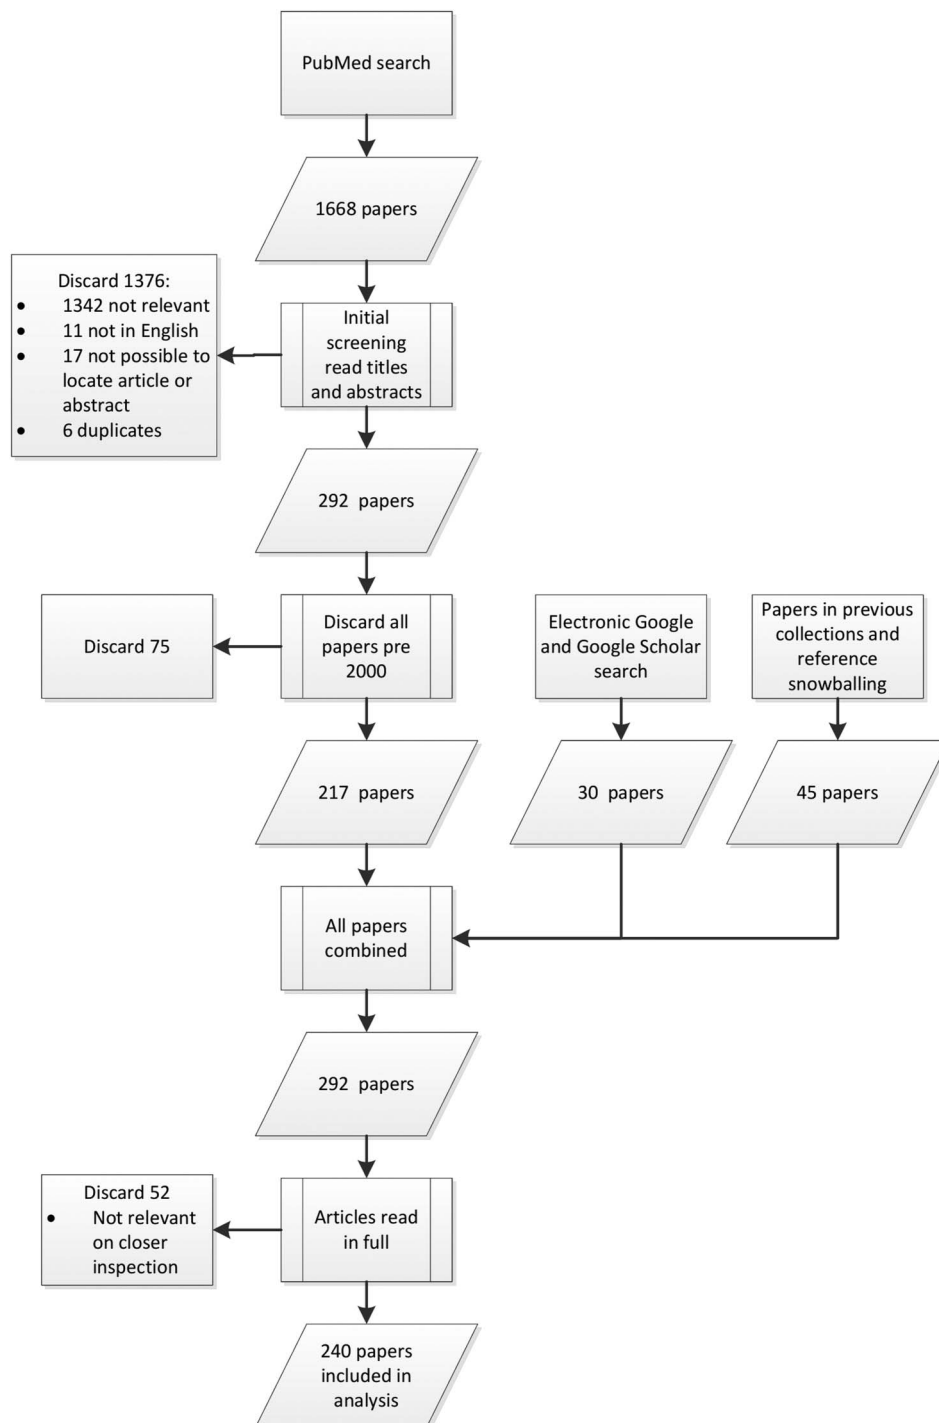 PubMed search
1668 papers
Discard 1376:
• 1342 not relevant
• 11 not in English
• 17 not possible to
locate article or
abstract
• 6 duplicates
Initial
screening
read titles
and abstracts
292 papers
Discard 75
Discard all
papers pre
2000
Electronic Google
and Google Scholar
search
Papers in previous
collections and
reference
snowballing
217 papers
30 papers
45 papers
All papers
combined
292 papers
Discard 52
• Not relevant
on closer
inspection
Articles read
in full
240 papers
included in
analysis